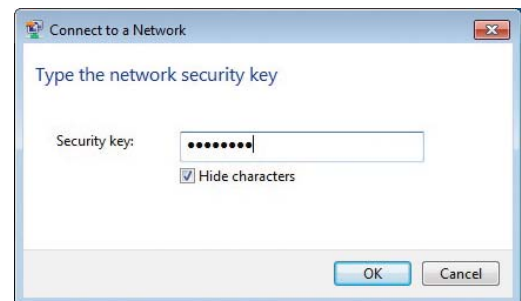 Connect to a Network
Type the network security key
Security key: ••••••••
Hide characters
OK Cancel